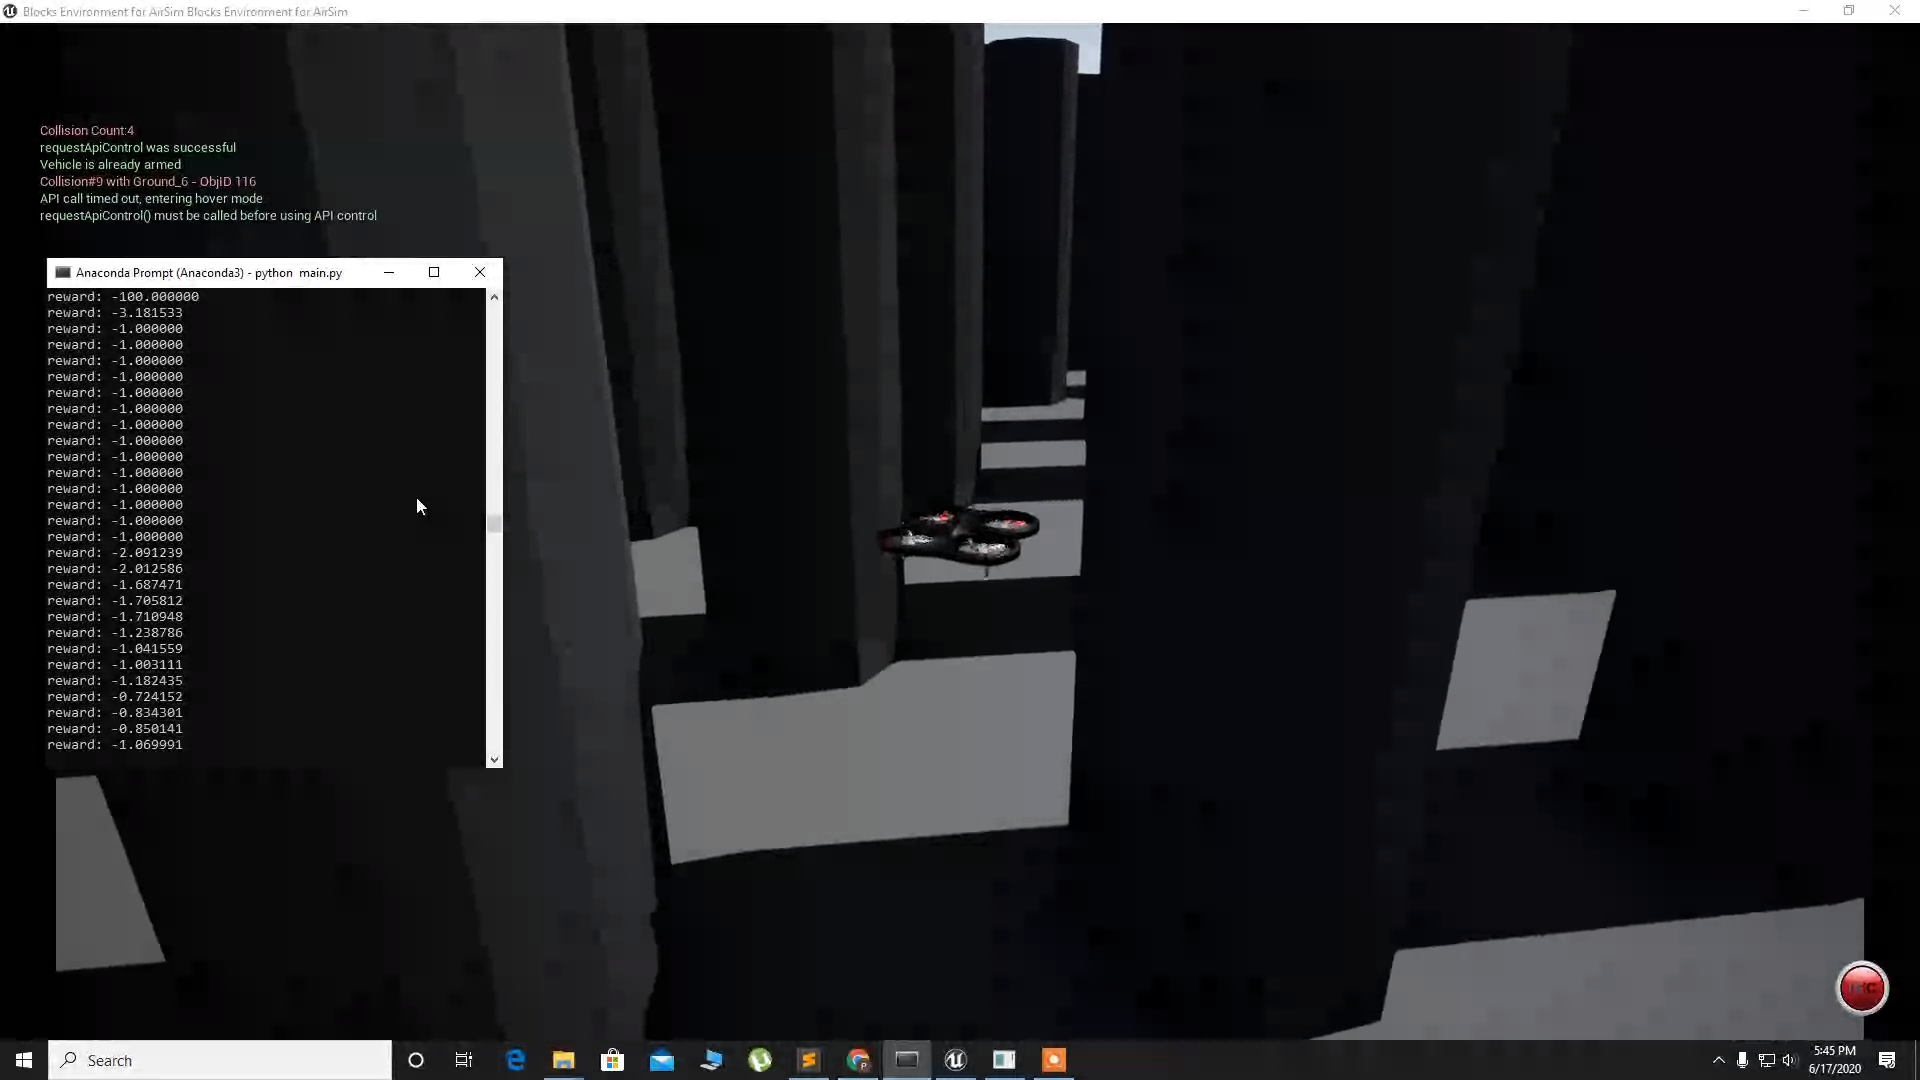 Blocks Environment for AirSim Blocks Environment for AirSim
Collision Count:4
requestApiControl was successful
Vehicle is already armed
Collision#9 with Ground_6 - ObjID 116
API call timed out, entering hover mode
requestApiControl() must be called before using API control
Anaconda Prompt (Anaconda3) - python  main.py
reward: -100.000000
reward: -3.181533
reward: -1.000000
reward: -1.000000
reward: -1.000000
reward: -1.000000
reward: -1.000000
reward: -1.000000
reward: -1.000000
reward: -1.000000
reward: -1.000000
reward: -1.000000
reward: -1.000000
reward: -1.000000
reward: -1.000000
reward: -1.000000
reward: -2.091239
reward: -2.012586
reward: -1.687471
reward: -1.705812
reward: -1.710948
reward: -1.238786
reward: -1.041559
reward: -1.003111
reward: -1.182435
reward: -0.724152
reward: -0.834301
reward: -0.850141
reward: -1.069991
REC
Search
5:45 PM
6/17/2020